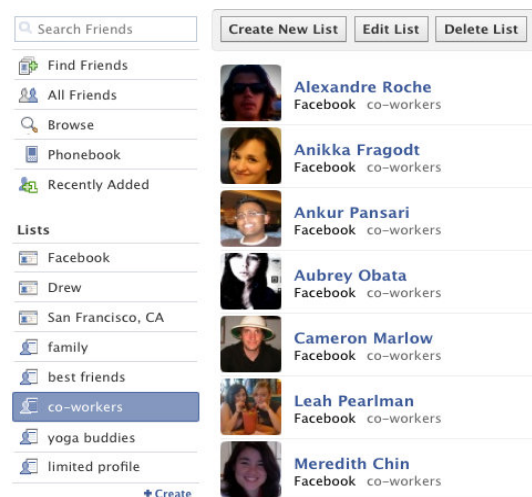 Search Friends
Find Friends
All Friends
Browse
Phonebook
Recently Added
Lists
Facebook
Drew
San Francisco, CA
family
best friends
co-workers
yoga buddies
limited profile
+ Create
Create New List Edit List Delete List
Alexandre Roche
Facebook co-workers
Anikka Fragodt
Facebook co-workers
Ankur Pansari
Facebook co-workers
Aubrey Obata
Facebook co-workers
Cameron Marlow
Facebook co-workers
Leah Pearlman
Facebook co-workers
Meredith Chin
Facebook co-workers